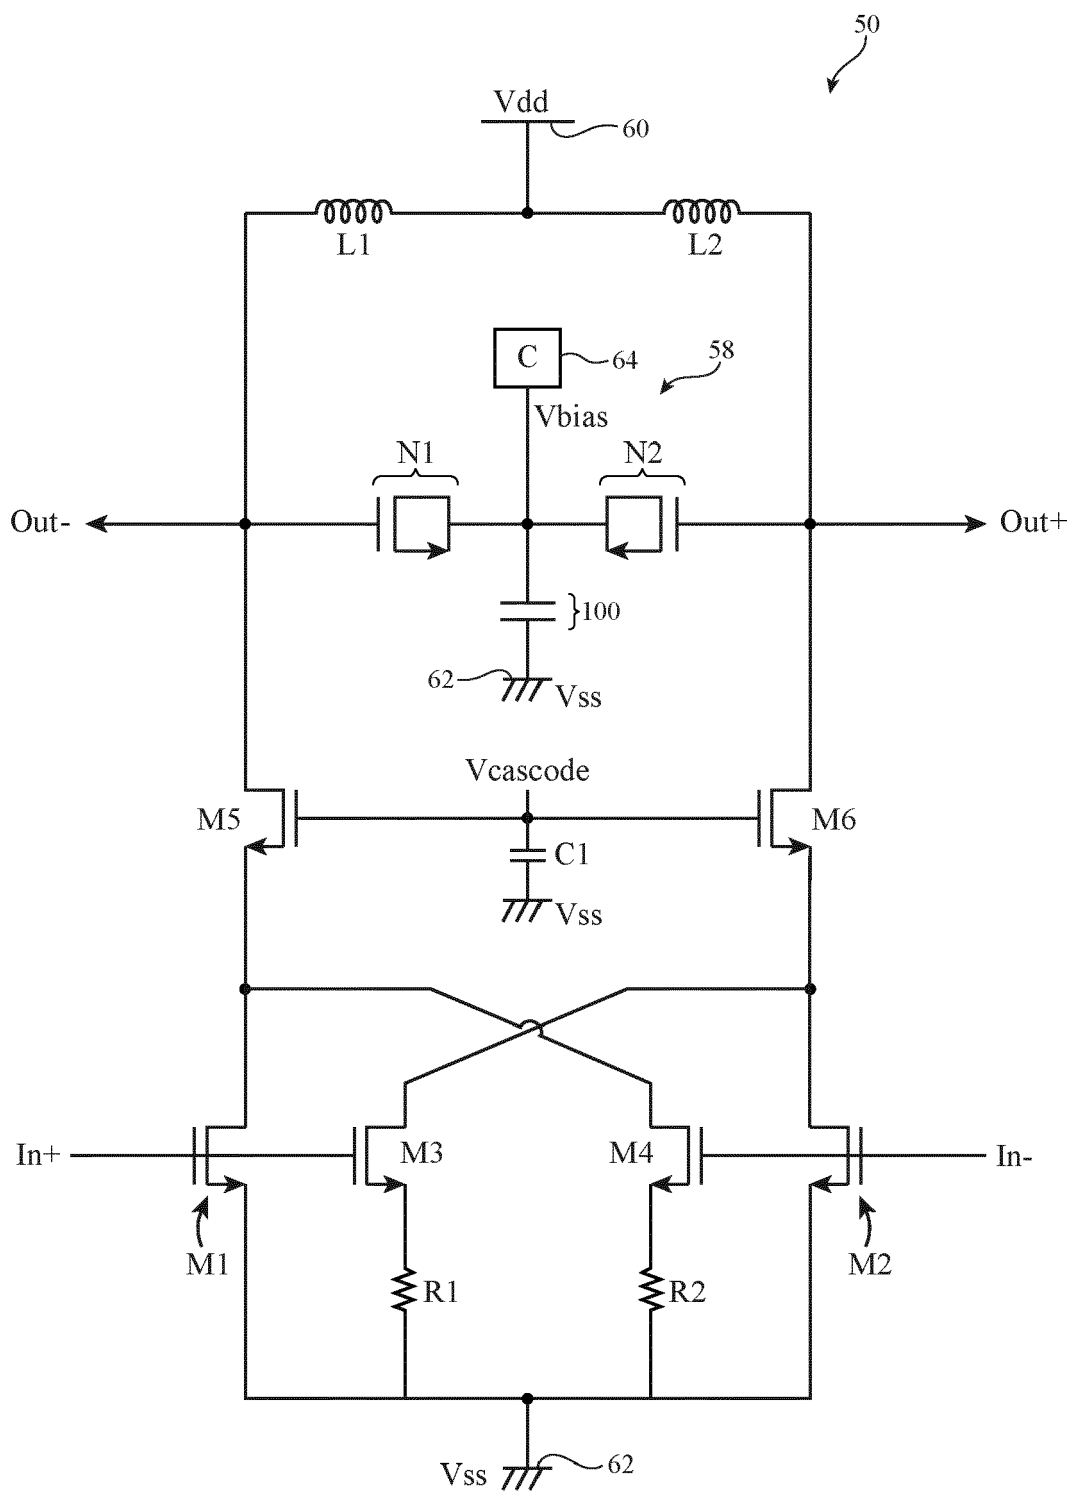 50
Vdd
60
L1
L2
C
64
58
Vbias
N1
N2
Out-
Out+
}100
62
Vss
Vcascode
M5
M6
C1
Vss
In+
M3
M4
In-
M1
M2
R1
R2
Vss
62